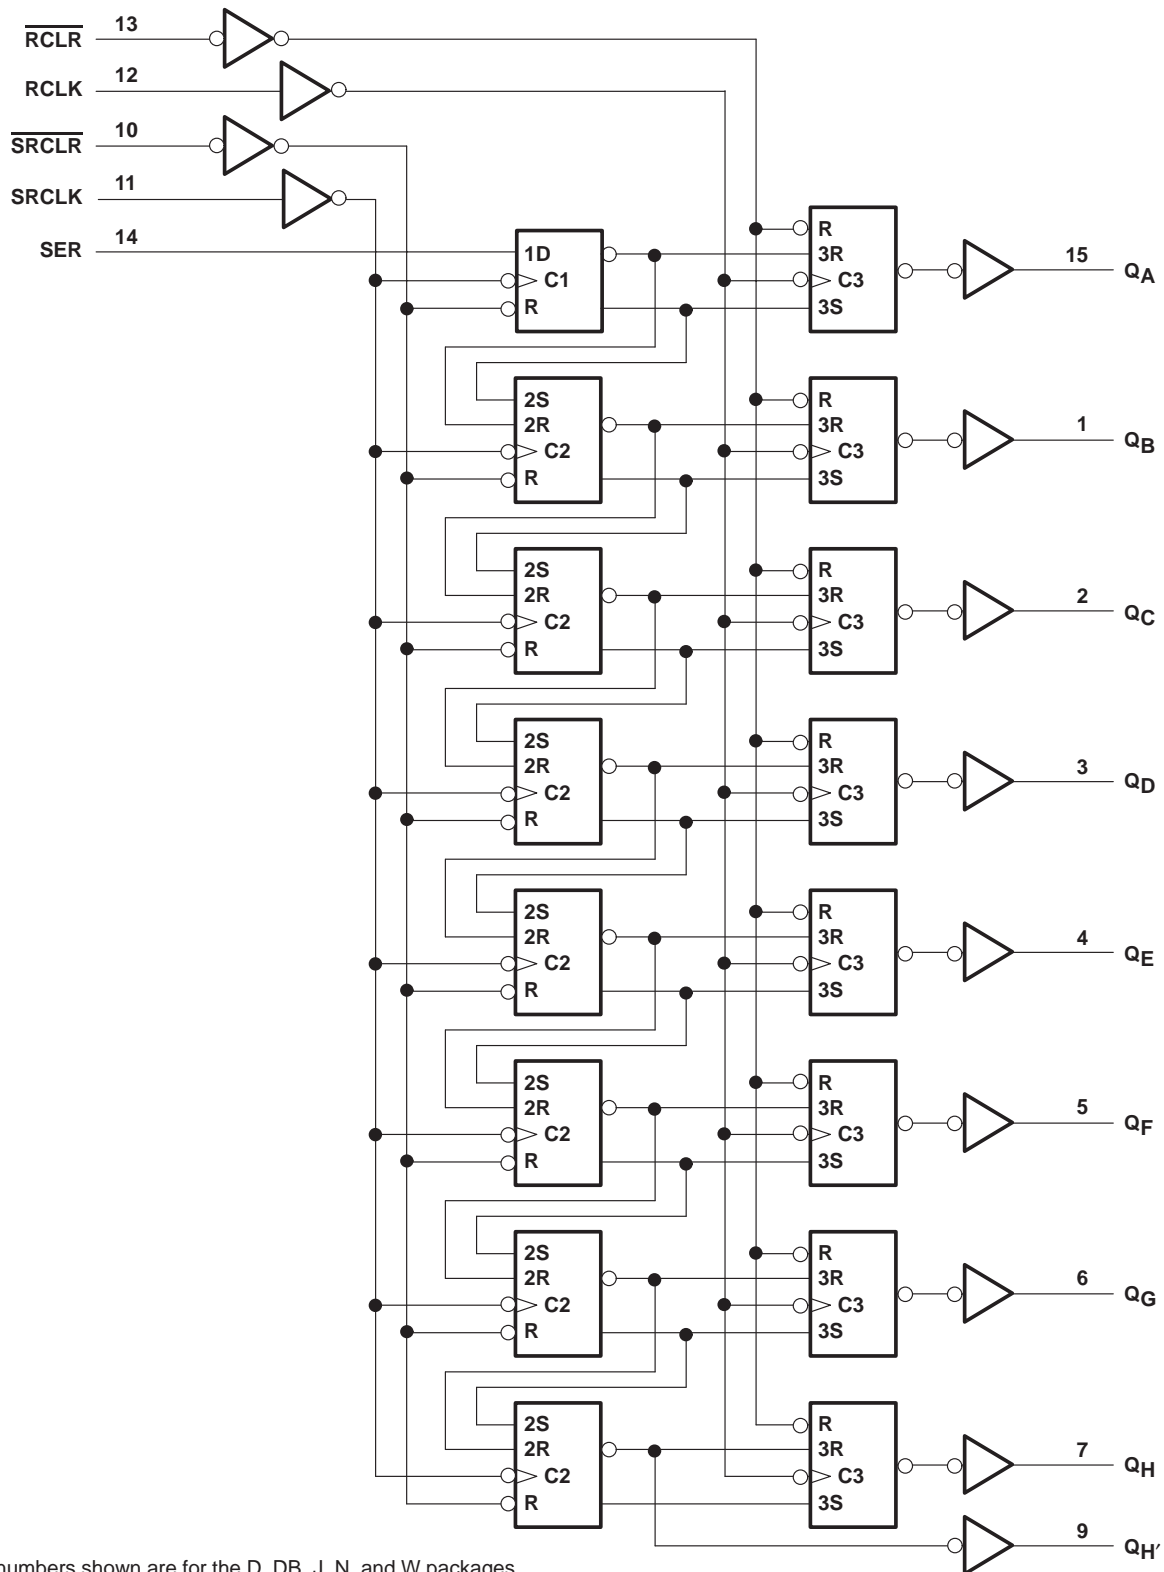 RCLR 13
RCLK 12
SRCLR 10
SRCLK 11
SER 14
1D
C1
R
R
3R
C3
3S
15 QA
2S
2R
C2
R
R
3R
C3
3S
1 QB
2S
2R
C2
R
R
3R
C3
3S
2 QC
2S
2R
C2
R
R
3R
C3
3S
3 QD
2S
2R
C2
R
R
3R
C3
3S
4 QE
2S
2R
C2
R
R
3R
C3
3S
5 QF
2S
2R
C2
R
R
3R
C3
3S
6 QG
2S
2R
C2
R
R
3R
C3
3S
7 QH
9 QH′
numbers shown are for the D, DB, J, N, and W packages